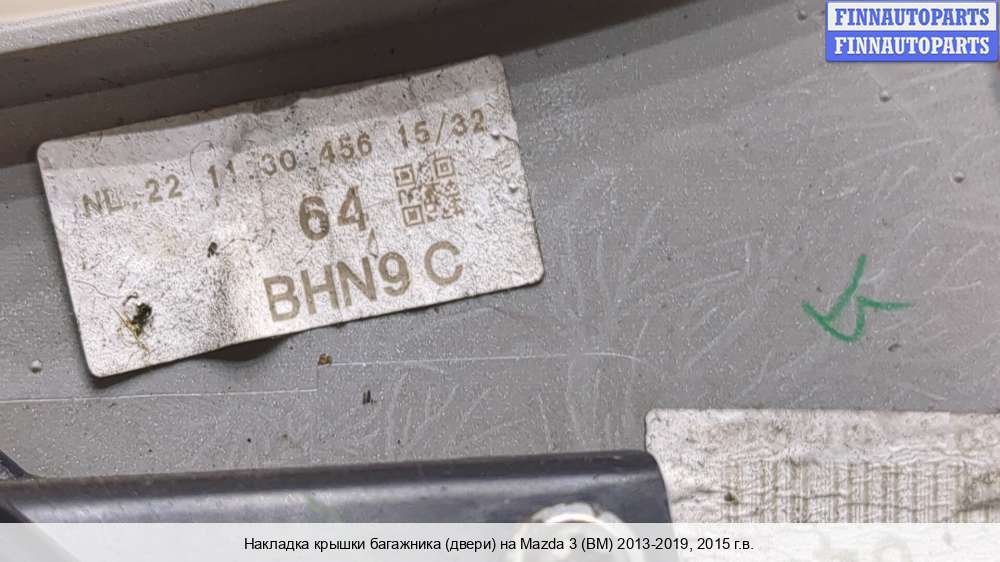 FINNAUTOPARTS
FINNAUTOPARTS
NL.22 11:30 456 15/32
64
BHN9 C
Накладка крышки багажника (двери) на Mazda 3 (BM) 2013-2019, 2015 г.в.